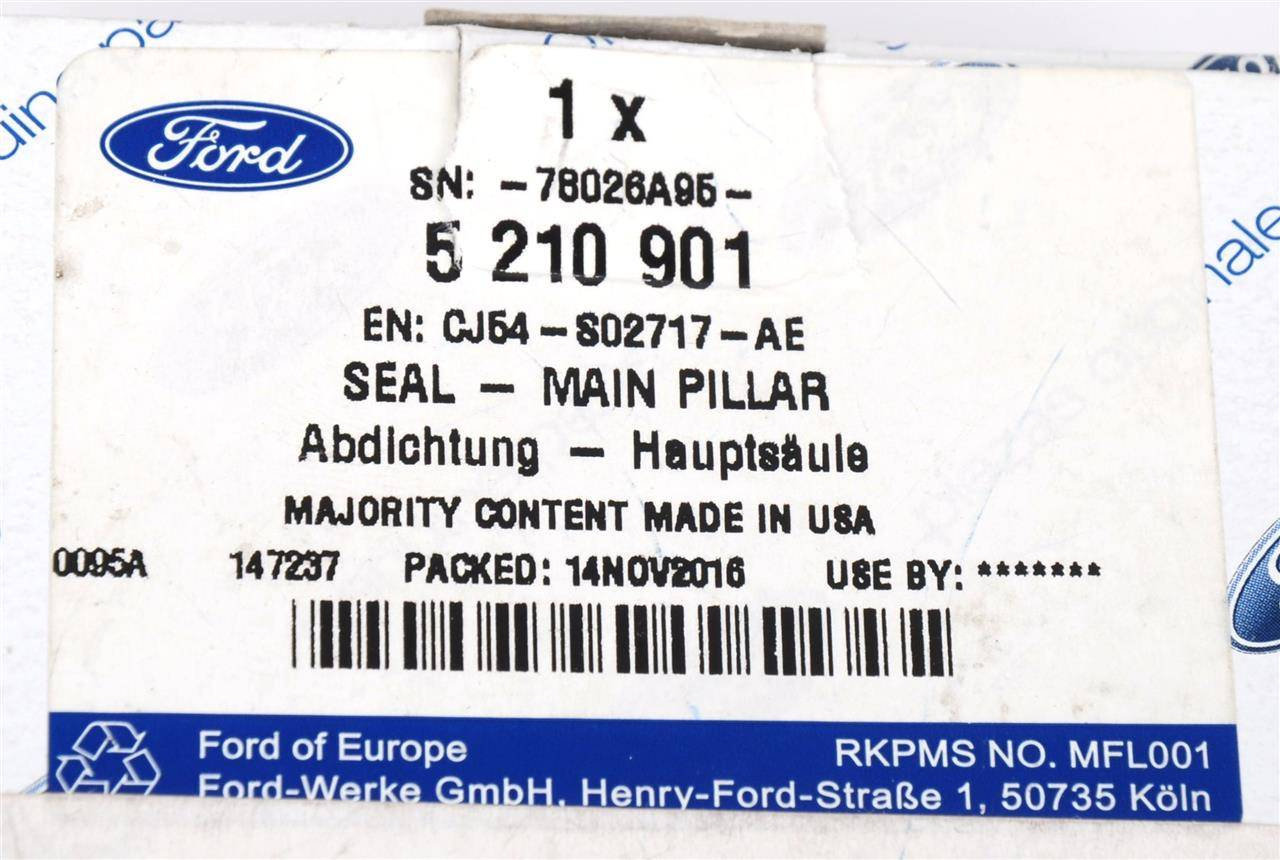 Ford
1 x
SN: -78026A95-
5 210 901
EN: CJ54-S02717-AE
SEAL - MAIN PILLAR
Abdichtung - Hauptsäule
MAJORITY CONTENT MADE IN USA
0095A 147237 PACKED: 14NOV2016 USE BY: *******
Ford of Europe RKPMS NO. MFL001
Ford-Werke GmbH, Henry-Ford-Straße 1, 50735 Köln